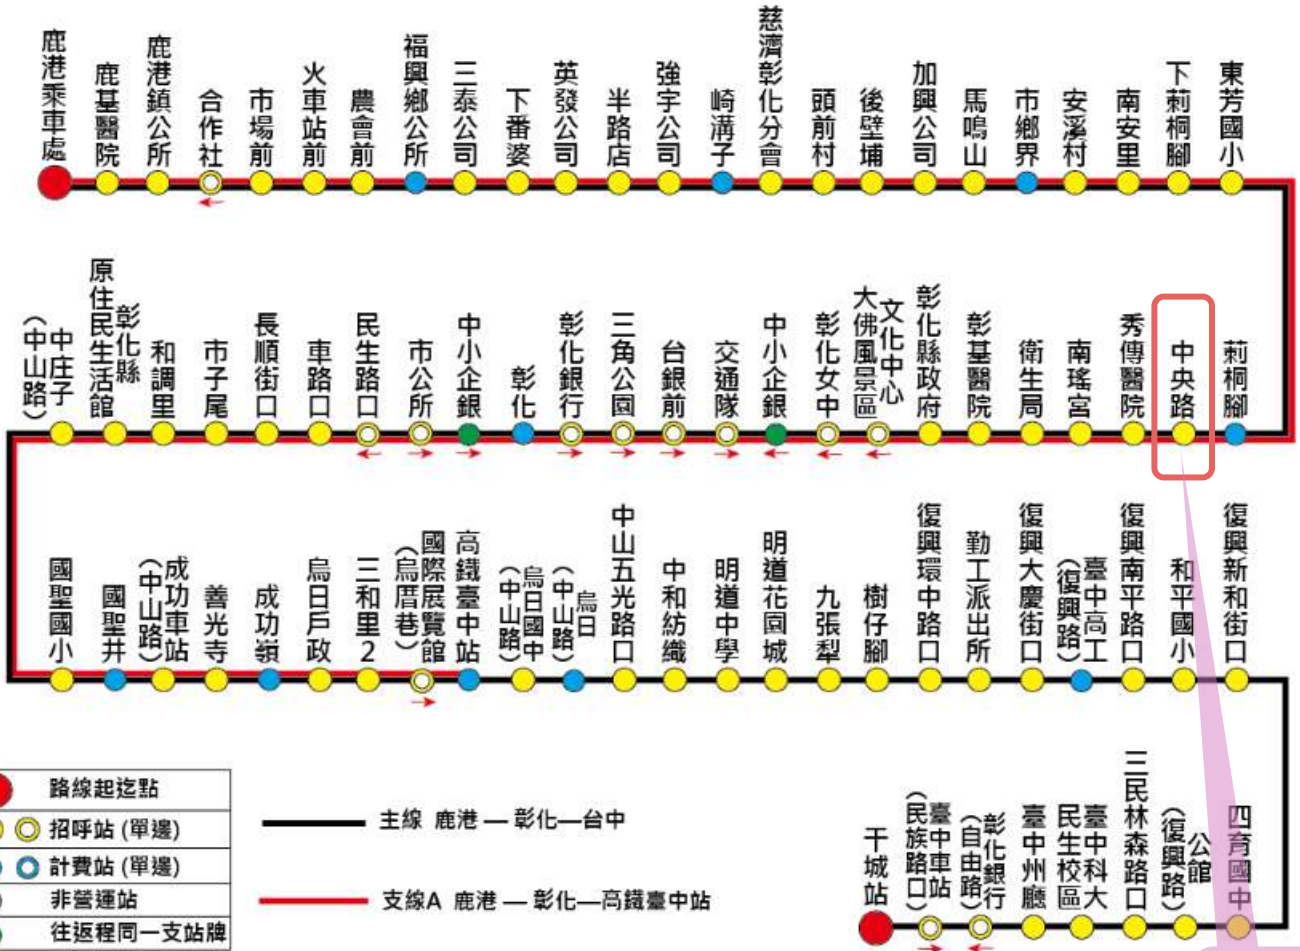 鹿港乘車處
鹿基醫院
鹿港鎮公所
合作社
市場前
火車站前
農會前
福興鄉公所
三泰公司
下番婆
英發公司
半路店
強宇公司
崎溝子
慈濟彰化分會
頭前村
後壁埔
加興公司
馬鳴山
市鄉界
安溪村
南安里
下莿桐腳
東芳國小
中庄子
(中山路)
彰化縣
原住民生活館
和調里
市子尾
長順街口
車路口
民生路口
市公所
中小企銀
彰化
彰化銀行
三角公園
台銀前
交通隊
中小企銀
彰化女中
文化中心
大佛風景區
彰化縣政府
彰基醫院
衛生局
南瑤宮
秀傳醫院
中央路
莿桐腳
國聖國小
國聖井
成功車站
(中山路)
善光寺
成功嶺
烏日戶政
三和里2
國際展覽館
(烏厝巷)
高鐵臺中站
烏日國中
(中山路)
烏日
(中山路)
中山五光路口
中和紡織
明道中學
明道花園城
九張犁
樹仔腳
復興環中路口
勤工派出所
復興大慶街口
臺中高工
(復興路)
復興南平路口
和平國小
復興新和街口
干城站
臺中車站
(民族路口)
彰化銀行
(自由路)
臺中州廳
臺中科大
民生校區
三民林森路口
公館
(復興路)
四育國中
路線起迄點
招呼站 (單邊)
計費站 (單邊)
非營運站
往返程同一支站牌
主線 鹿港 — 彰化—台中
支線A 鹿港 — 彰化—高鐵臺中站